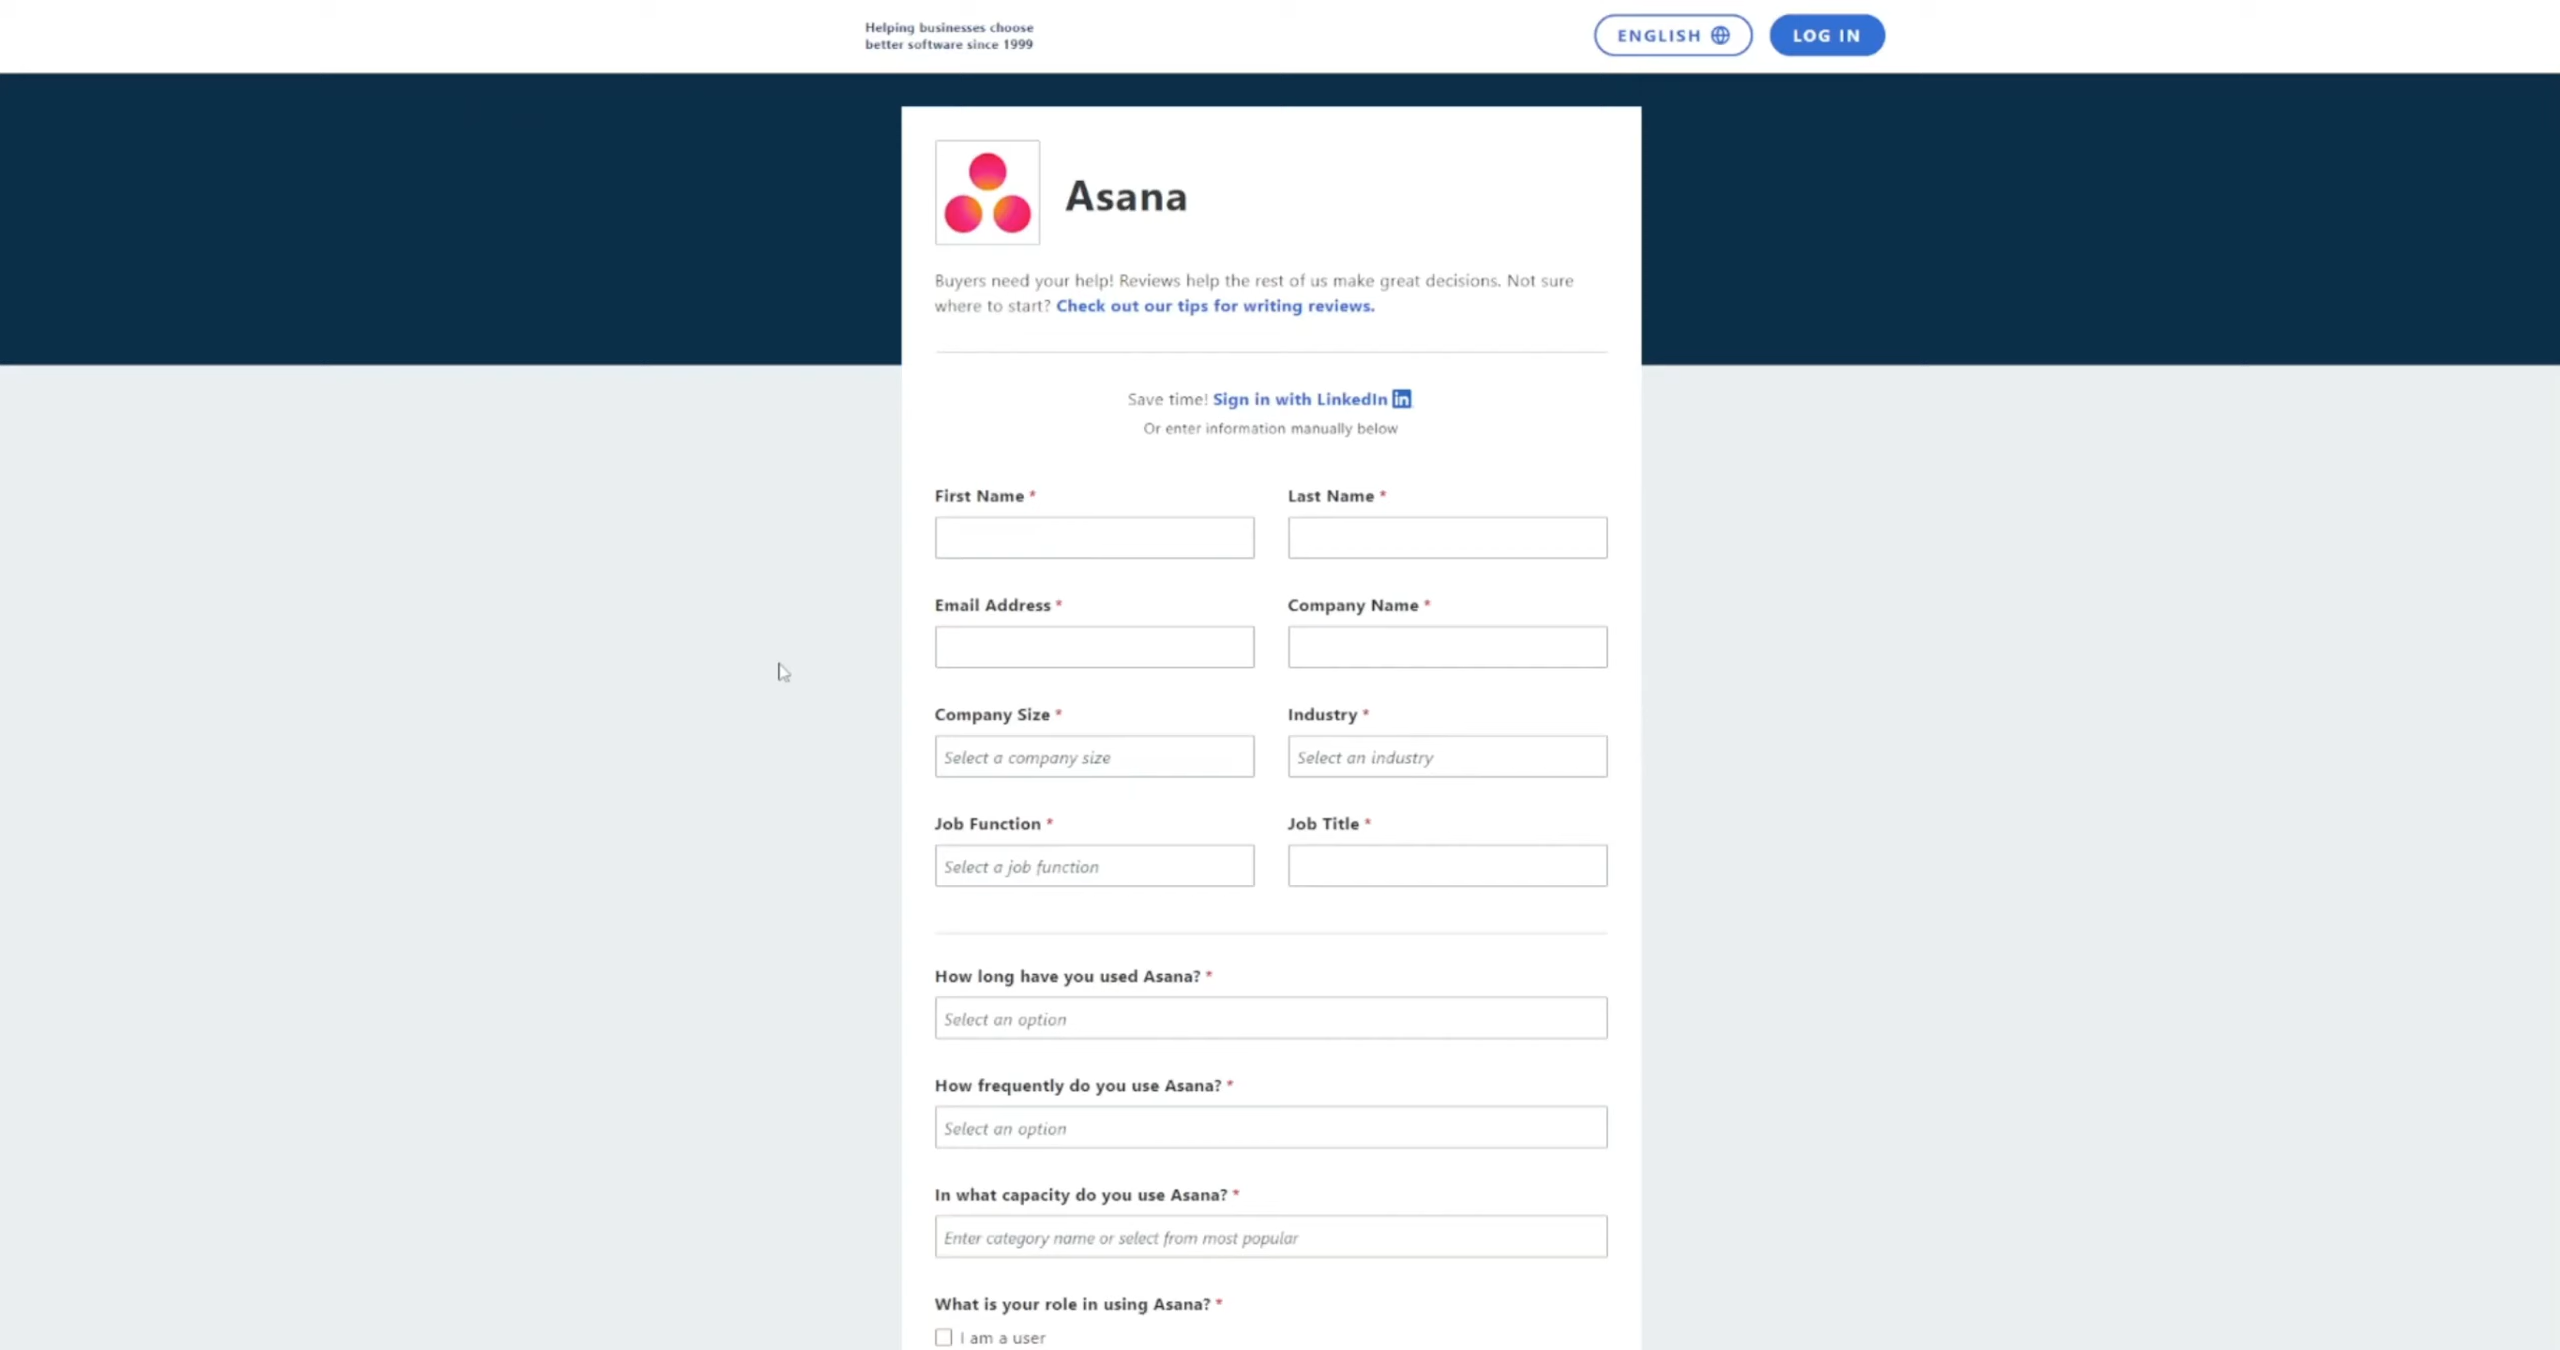 Helping businesses choose
better software since 1999
ENGLISH
LOG IN
Asana
Buyers need your help! Reviews help the rest of us make great decisions. Not sure
where to start? Check out our tips for writing reviews.
Save time! Sign in with LinkedIn in
Or enter information manually below
First Name *
Last Name *
Email Address *
Company Name *
Company Size *
Industry *
Select a company size
Select an industry
Job Function *
Job Title *
Select a job function
How long have you used Asana? *
Select an option
How frequently do you use Asana? *
Select an option
In what capacity do you use Asana? *
Enter category name or select from most popular
What is your role in using Asana? *
I am a user